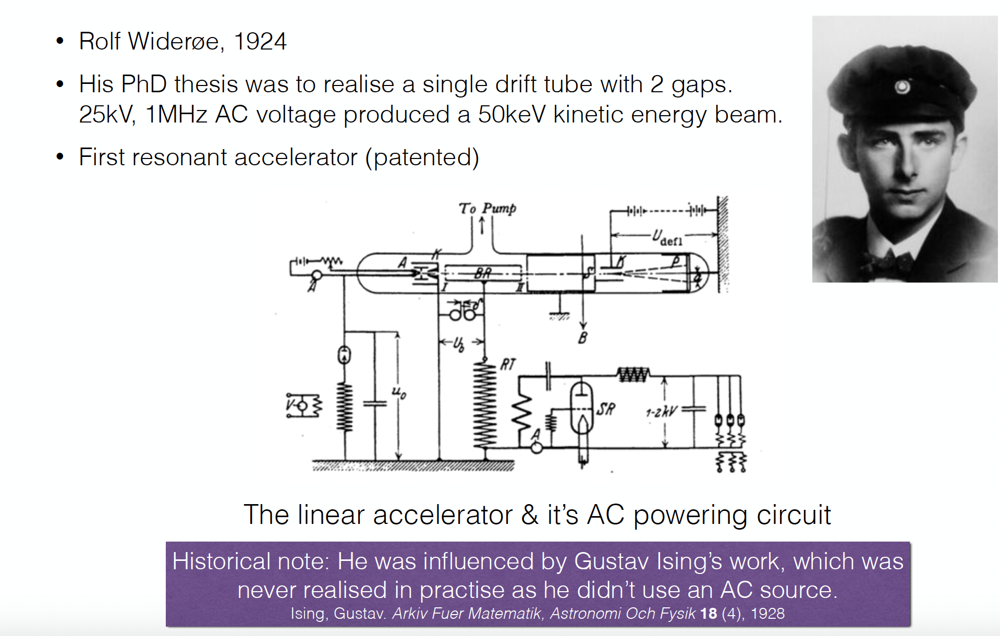 • Rolf Widerøe, 1924
• His PhD thesis was to realise a single drift tube with 2 gaps.
25kV, 1MHz AC voltage produced a 50keV kinetic energy beam.
• First resonant accelerator (patented)
To Pump
U defl
A K BR I II K P
A
δ
B
U_b
RT
u_o
V
SR
1-2kV
A
The linear accelerator & it's AC powering circuit
Historical note: He was influenced by Gustav Ising's work, which was
never realised in practise as he didn't use an AC source.
Ising, Gustav. Arkiv Fuer Matematik, Astronomi Och Fysik 18 (4), 1928